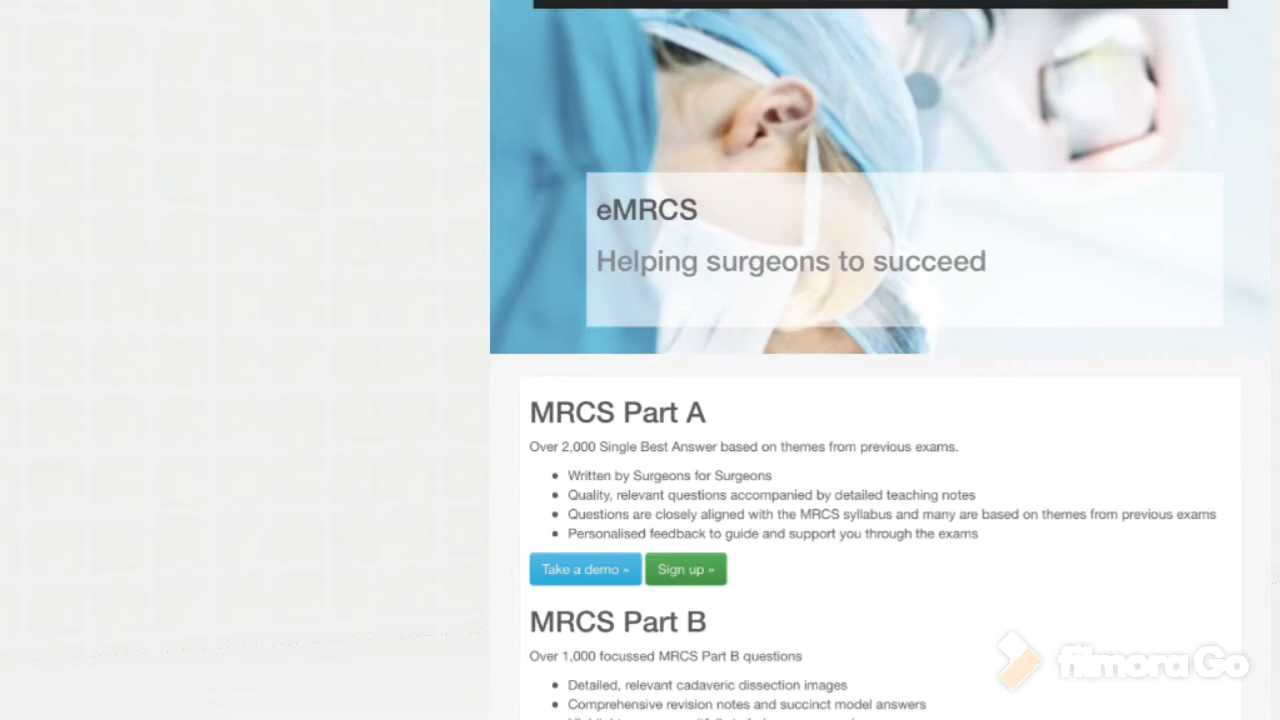 eMRCS
Helping surgeons to succeed
MRCS Part A
Over 2,000 Single Best Answer based on themes from previous exams.
• Written by Surgeons for Surgeons
• Quality, relevant questions accompanied by detailed teaching notes
• Questions are closely aligned with the MRCS syllabus and many are based on themes from previous exams
• Personalised feedback to guide and support you through the exams
Take a demo »
Sign up »
MRCS Part B
Over 1,000 focussed MRCS Part B questions
• Detailed, relevant cadaveric dissection images
• Comprehensive revision notes and succinct model answers
filmora Go